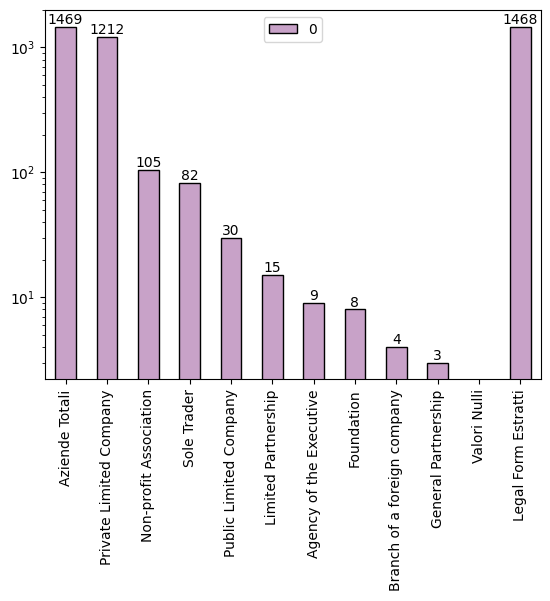 1469
1212
105
82
30
15
9
8
4
3
1468
0
10³
10²
10¹
Aziende Totali
Private Limited Company
Non-profit Association
Sole Trader
Public Limited Company
Limited Partnership
Agency of the Executive
Foundation
Branch of a foreign company
General Partnership
Valori Nulli
Legal Form Estratti